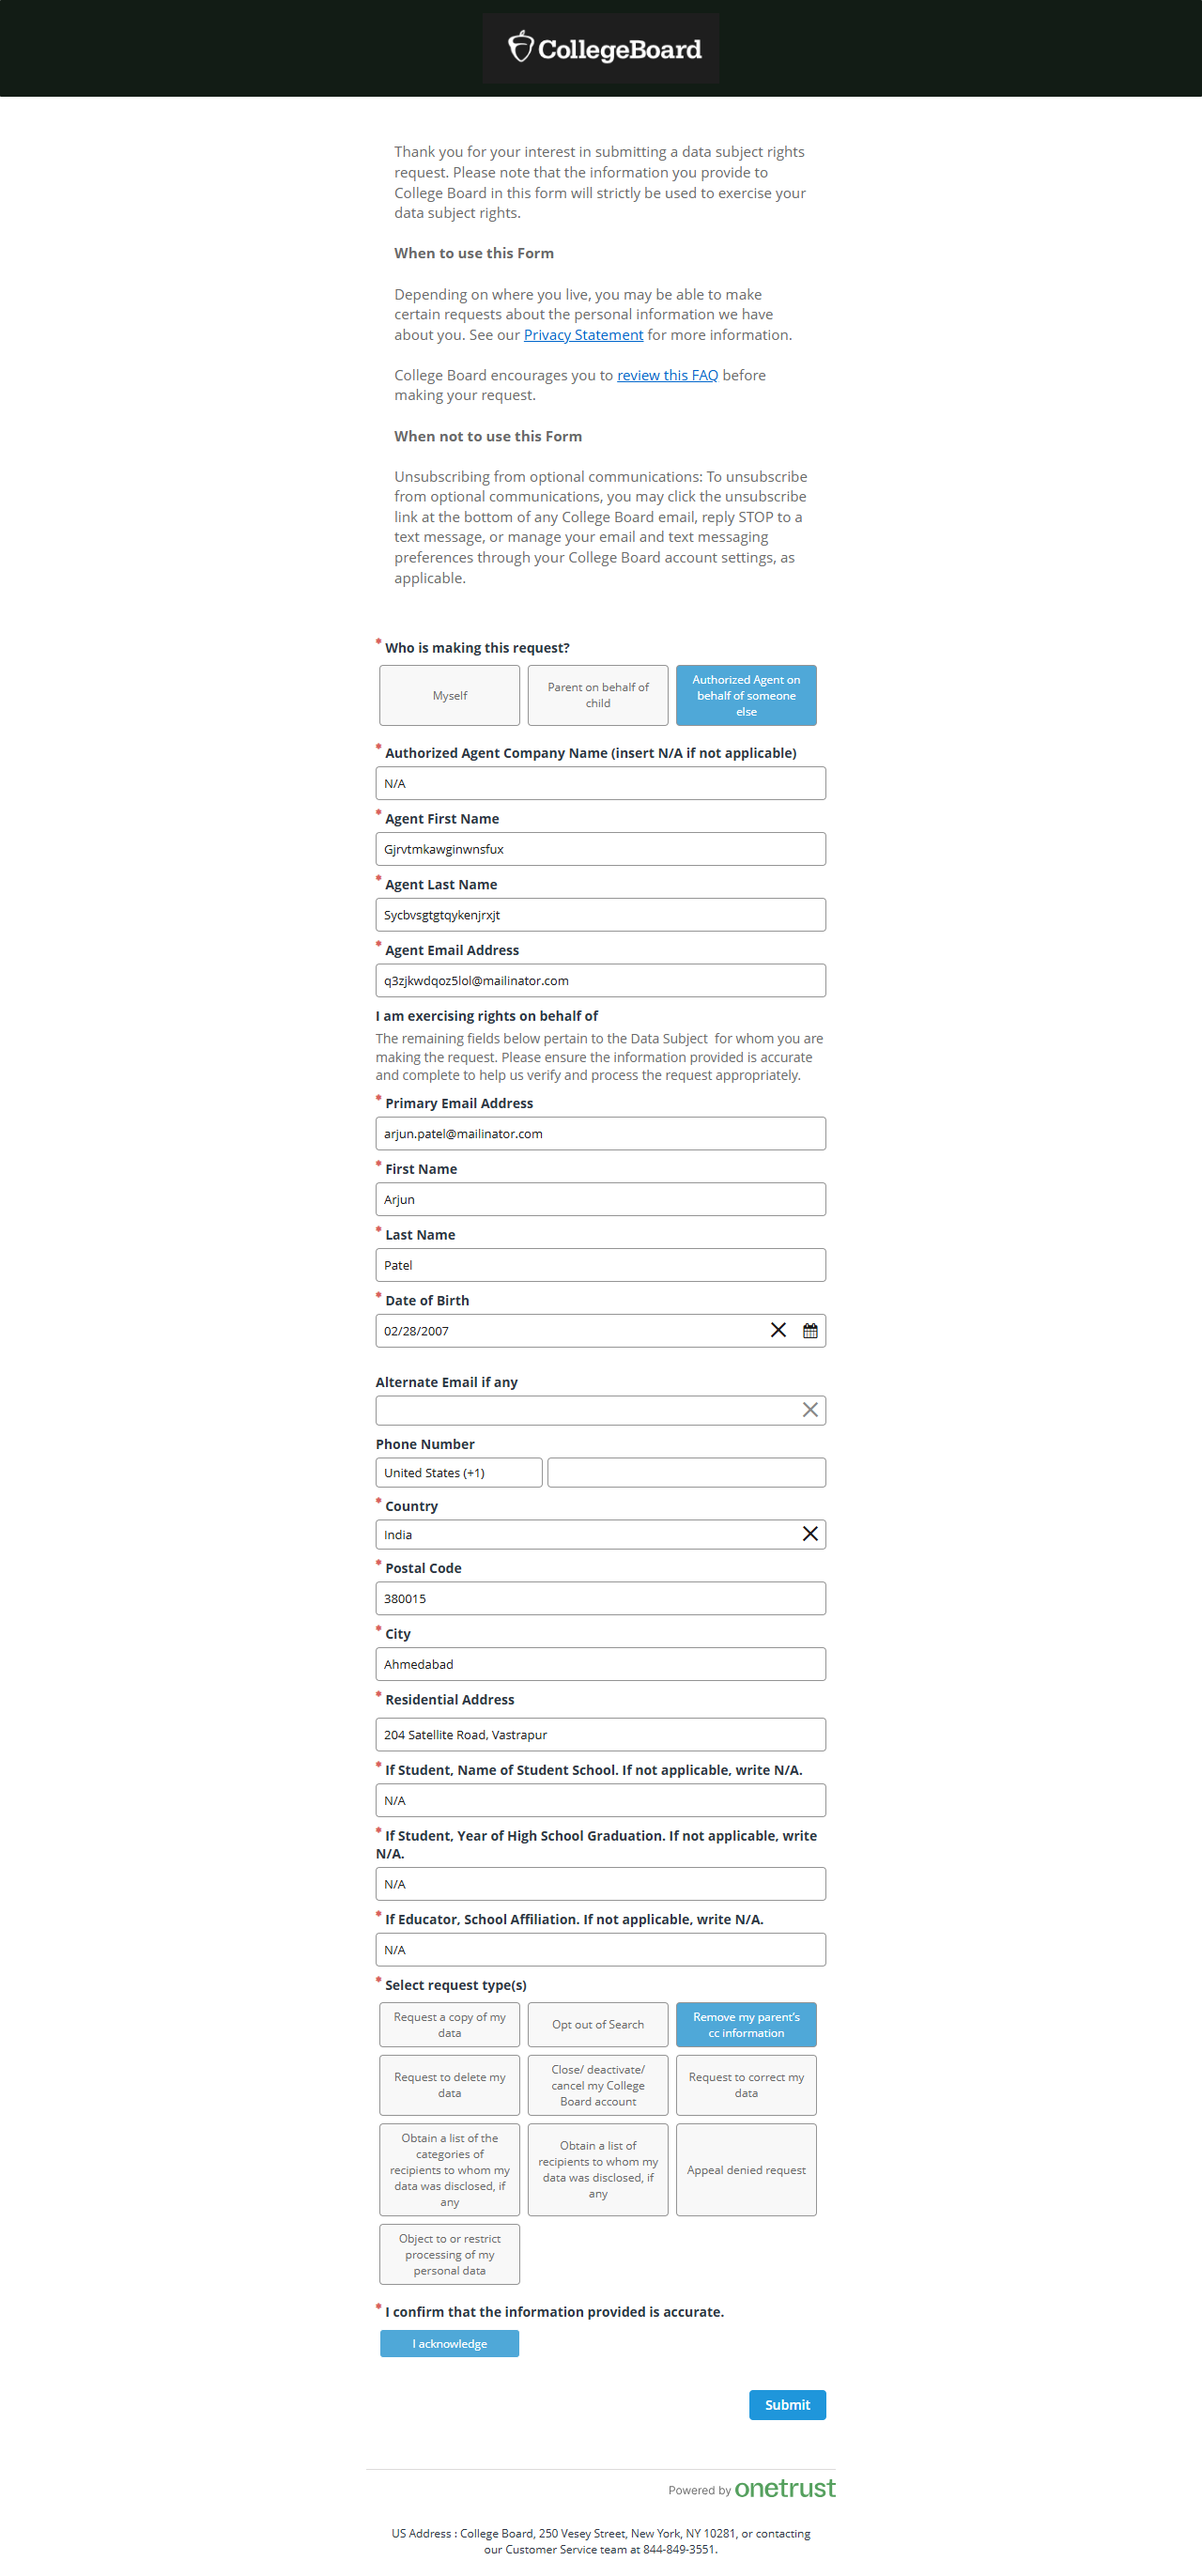 CollegeBoard
Thank you for your interest in submitting a data subject rights
request. Please note that the information you provide to
College Board in this form will strictly be used to exercise your
data subject rights.
When to use this Form
Depending on where you live, you may be able to make
certain requests about the personal information we have
about you. See our Privacy Statement for more information.
College Board encourages you to review this FAQ before
making your request.
When not to use this Form
Unsubscribing from optional communications: To unsubscribe
from optional communications, you may click the unsubscribe
link at the bottom of any College Board email, reply STOP to a
text message, or manage your email and text messaging
preferences through your College Board account settings, as
applicable.
* Who is making this request?
Myself
Parent on behalf of
child
Authorized Agent on
behalf of someone
else
* Authorized Agent Company Name (insert N/A if not applicable)
N/A
* Agent First Name
Gjrvtmkawginwnsfux
* Agent Last Name
Sycbvsgtgtqykenjrxjt
* Agent Email Address
q3zjkwdqoz5lol@mailinator.com
I am exercising rights on behalf of
The remaining fields below pertain to the Data Subject for whom you are
making the request. Please ensure the information provided is accurate
and complete to help us verify and process the request appropriately.
* Primary Email Address
arjun.patel@mailinator.com
* First Name
Arjun
* Last Name
Patel
* Date of Birth
02/28/2007
Alternate Email if any
Phone Number
United States (+1)
* Country
India
* Postal Code
380015
* City
Ahmedabad
* Residential Address
204 Satellite Road, Vastrapur
* If Student, Name of Student School. If not applicable, write N/A.
N/A
* If Student, Year of High School Graduation. If not applicable, write
N/A.
N/A
* If Educator, School Affiliation. If not applicable, write N/A.
N/A
* Select request type(s)
Request a copy of my
data
Opt out of Search
Remove my parent's
cc information
Request to delete my
data
Close/ deactivate/
cancel my College
Board account
Request to correct my
data
Obtain a list of the
categories of
recipients to whom my
data was disclosed, if
any
Obtain a list of
recipients to whom my
data was disclosed, if
any
Appeal denied request
Object to or restrict
processing of my
personal data
* I confirm that the information provided is accurate.
I acknowledge
Submit
Powered by onetrust
US Address : College Board, 250 Vesey Street, New York, NY 10281, or contacting
our Customer Service team at 844-849-3551.